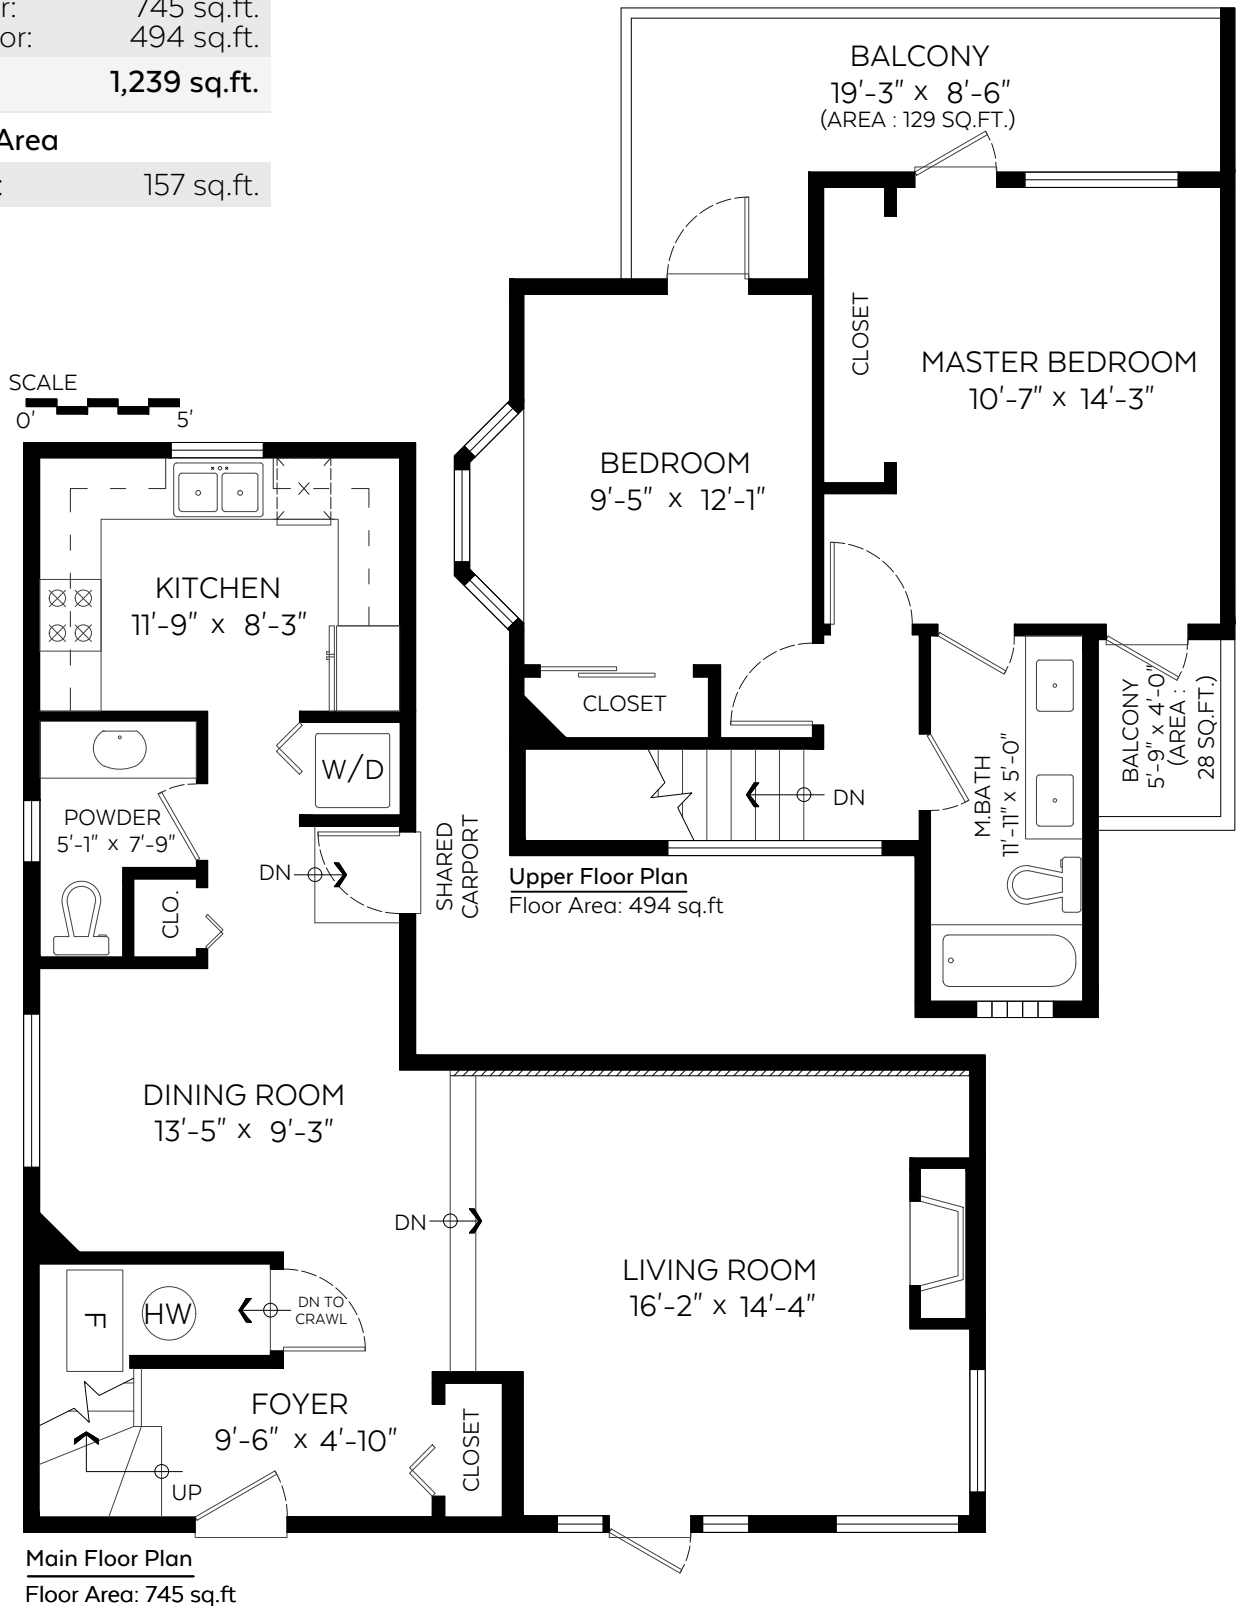 r: 745 sq.ft.
or: 494 sq.ft.
1,239 sq.ft.
Area
: 157 sq.ft.
BALCONY
19'-3" x 8'-6"
(AREA : 129 SQ.FT.)
CLOSET
MASTER BEDROOM
10'-7" x 14'-3"
SCALE
0' 5'
BEDROOM
9'-5" x 12'-1"
CLOSET
DN
M.BATH
11'-11" x 5'-0"
BALCONY
5'-9" x 4'-0"
(AREA :
28 SQ.FT.)
Upper Floor Plan
Floor Area: 494 sq.ft
X
KITCHEN
11'-9" x 8'-3"
W/D
POWDER
5'-1" x 7'-9"
CLO.
DN
SHARED
CARPORT
DINING ROOM
13'-5" x 9'-3"
DN
LIVING ROOM
16'-2" x 14'-4"
F
HW
DN TO
CRAWL
FOYER
9'-6" x 4'-10"
CLOSET
UP
Main Floor Plan
Floor Area: 745 sq.ft